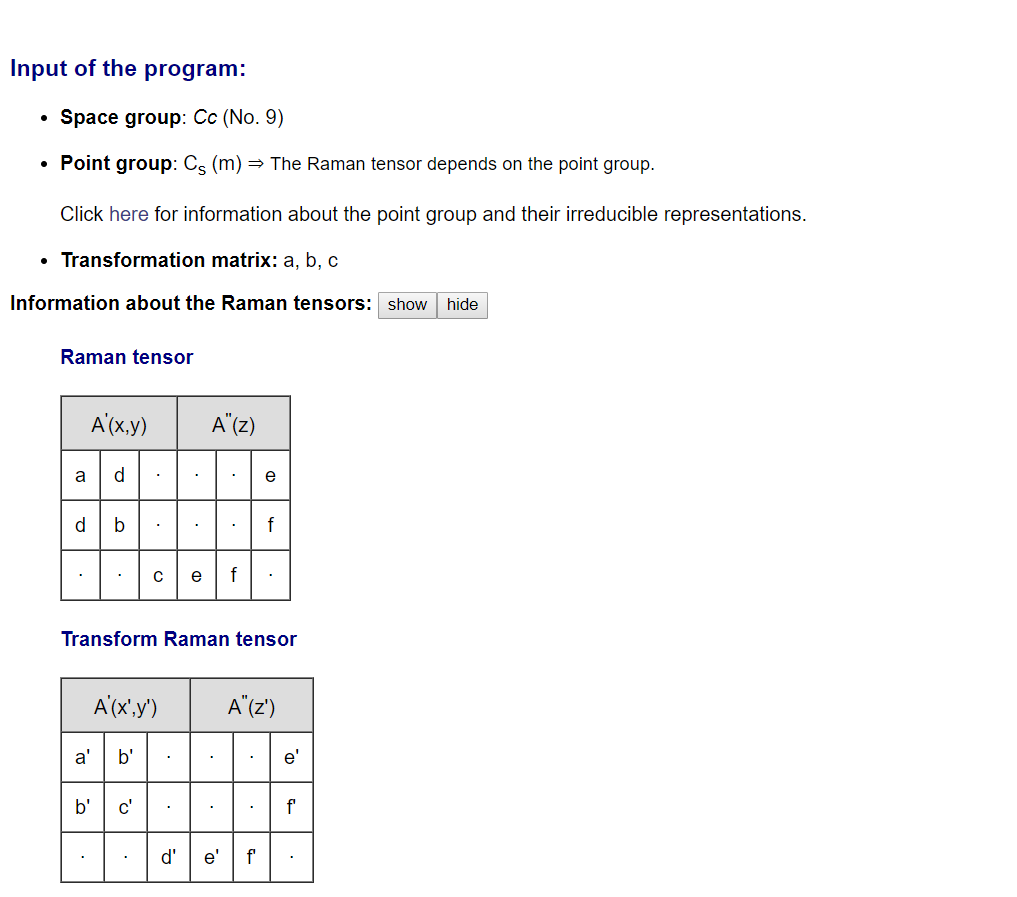 Input of the program:
• Space group: Cc (No. 9)
• Point group: Cs (m) ⇒ The Raman tensor depends on the point group.
Click here for information about the point group and their irreducible representations.
• Transformation matrix: a, b, c
Information about the Raman tensors: show hide
Raman tensor
A'(x,y) A"(z)
a d · · · e
d b · · · f
· · c e f ·
Transform Raman tensor
A'(x',y') A"(z')
a' b' · · · e'
b' c' · · · f'
· · d' e' f' ·